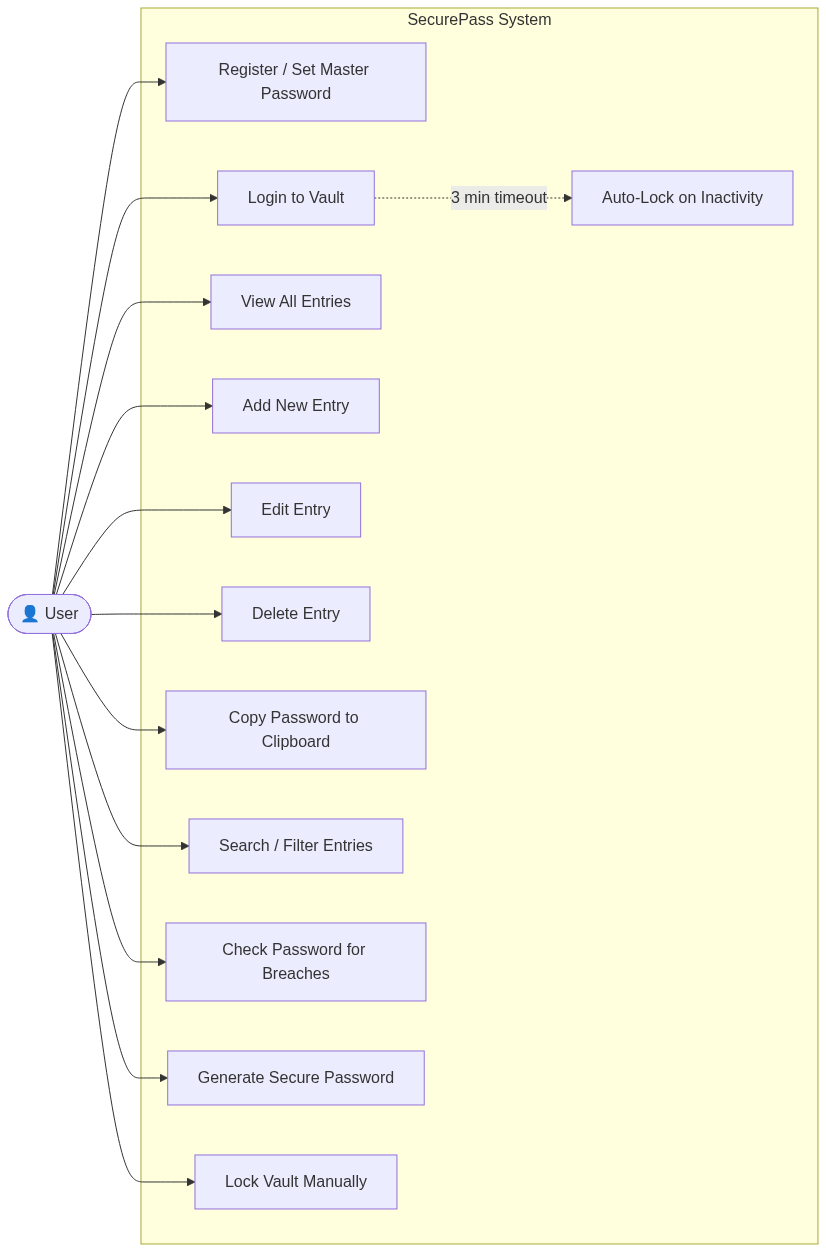 SecurePass System
Register / Set Master
Password
Login to Vault
3 min timeout
Auto-Lock on Inactivity
View All Entries
Add New Entry
Edit Entry
👤 User
Delete Entry
Copy Password to
Clipboard
Search / Filter Entries
Check Password for
Breaches
Generate Secure Password
Lock Vault Manually